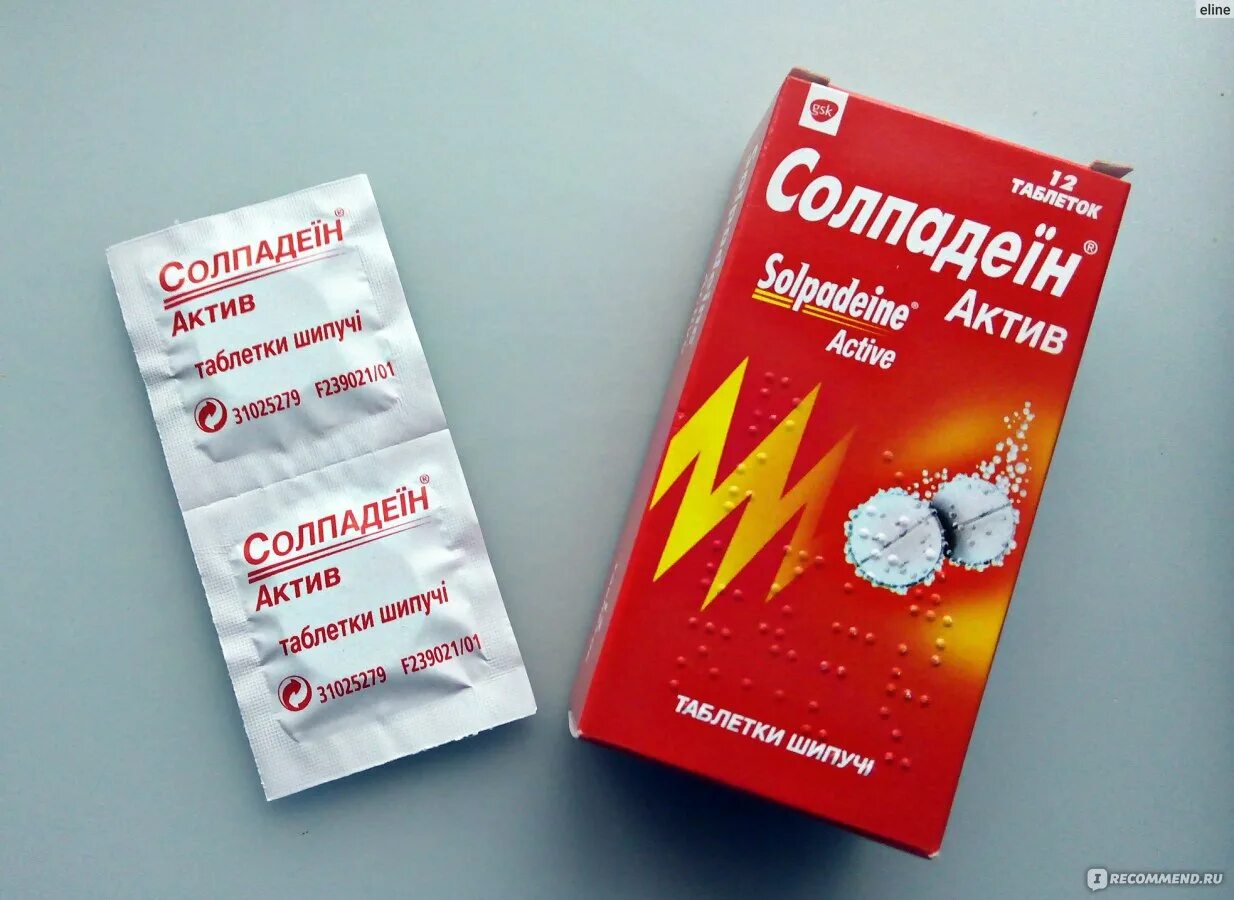 eline
Солпадеїн®
Актив
таблетки шипучі
31025279 F239021/01
Солпадеїн®
Актив
таблетки шипучі
31025279 F239021/01
gsk
12
ТАБЛЕТОК
Солпадеїн®
Актив
Solpadeine®
Active
ТАБЛЕТКИ ШИПУЧІ
IRECOMMEND.RU